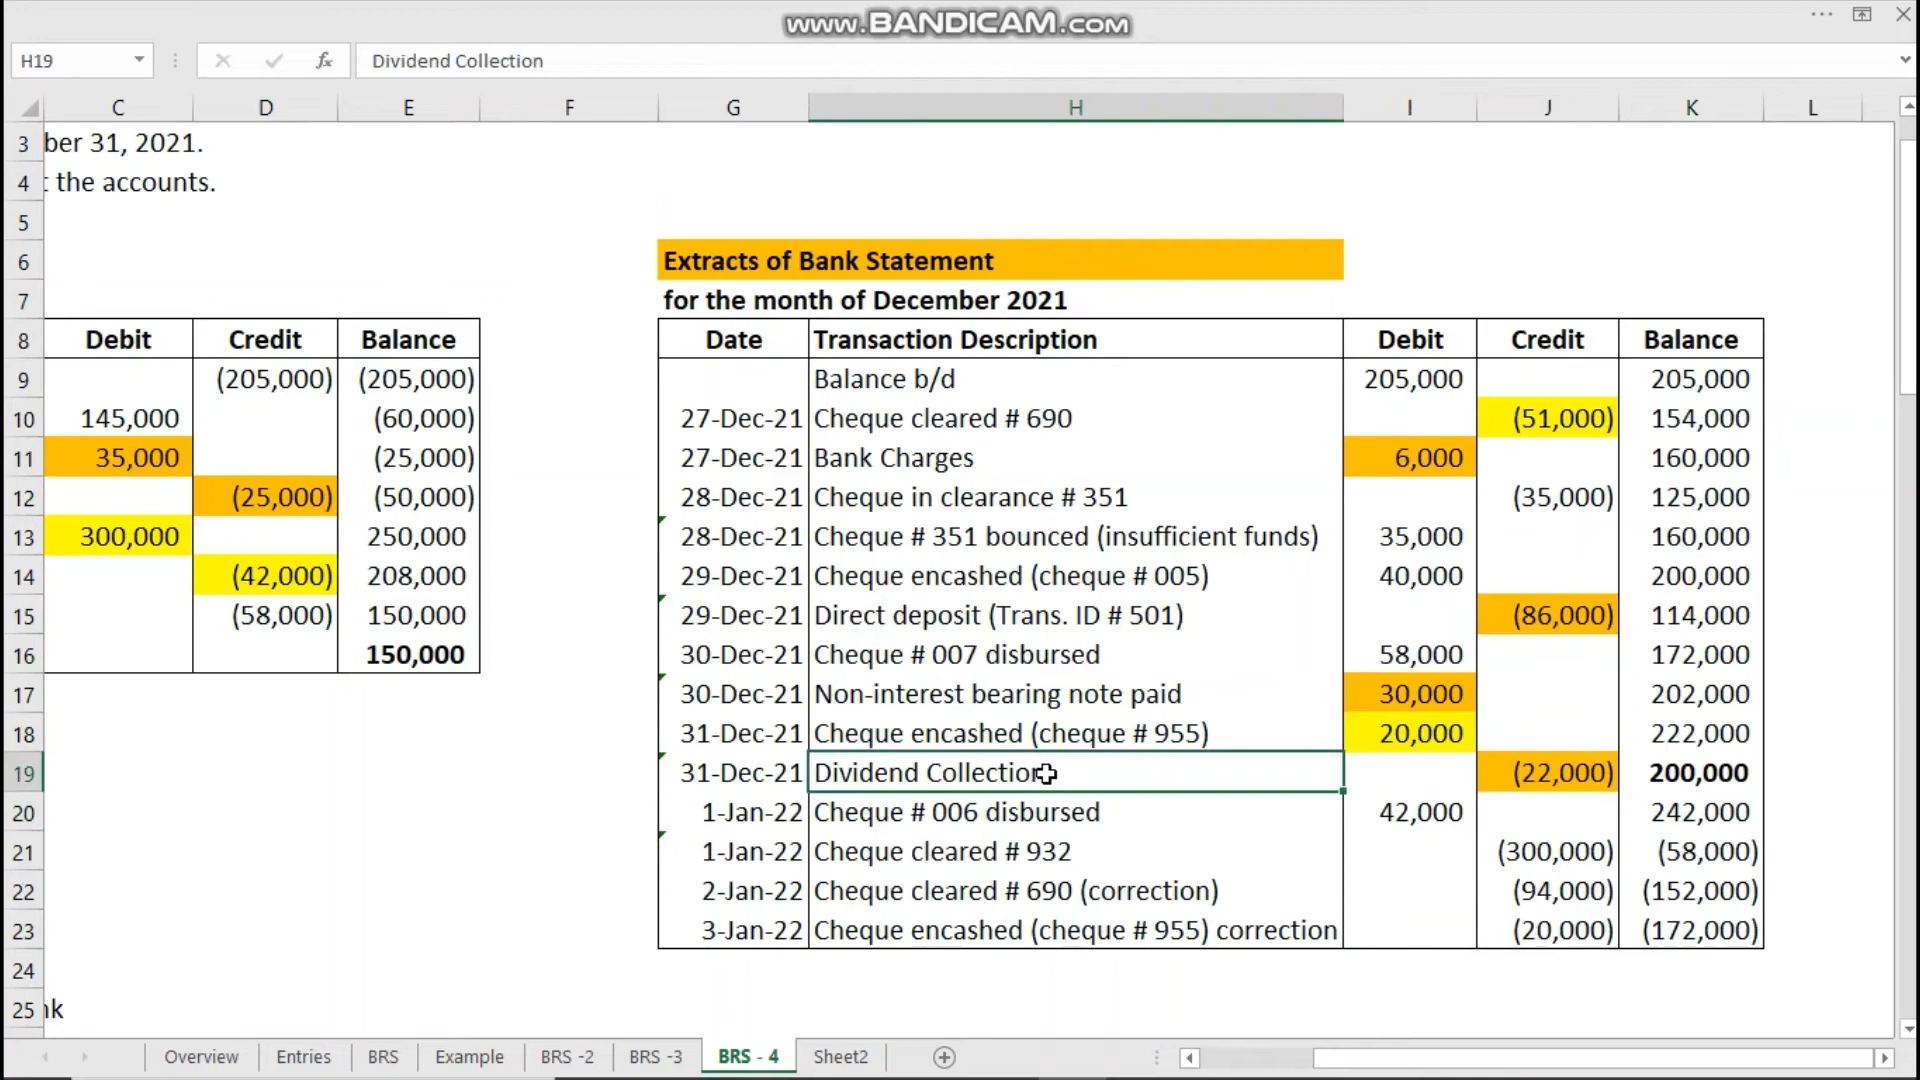 www.BANDICAM.com
H19 fx Dividend Collection
C D E F G H I J K L
3 ber 31, 2021.
4 the accounts.
5
6 Extracts of Bank Statement
7 for the month of December 2021
8 Debit Credit Balance Date Transaction Description Debit Credit Balance
9 (205,000) (205,000) Balance b/d 205,000 205,000
10 145,000 (60,000) 27-Dec-21 Cheque cleared # 690 (51,000) 154,000
11 35,000 (25,000) 27-Dec-21 Bank Charges 6,000 160,000
12 (25,000) (50,000) 28-Dec-21 Cheque in clearance # 351 (35,000) 125,000
13 300,000 250,000 28-Dec-21 Cheque # 351 bounced (insufficient funds) 35,000 160,000
14 (42,000) 208,000 29-Dec-21 Cheque encashed (cheque # 005) 40,000 200,000
15 (58,000) 150,000 29-Dec-21 Direct deposit (Trans. ID # 501) (86,000) 114,000
16 150,000 30-Dec-21 Cheque # 007 disbursed 58,000 172,000
17 30-Dec-21 Non-interest bearing note paid 30,000 202,000
18 31-Dec-21 Cheque encashed (cheque # 955) 20,000 222,000
19 31-Dec-21 Dividend Collection (22,000) 200,000
20 1-Jan-22 Cheque # 006 disbursed 42,000 242,000
21 1-Jan-22 Cheque cleared # 932 (300,000) (58,000)
22 2-Jan-22 Cheque cleared # 690 (correction) (94,000) (152,000)
23 3-Jan-22 Cheque encashed (cheque # 955) correction (20,000) (172,000)
24
25 nk
Overview Entries BRS Example BRS -2 BRS -3 BRS - 4 Sheet2